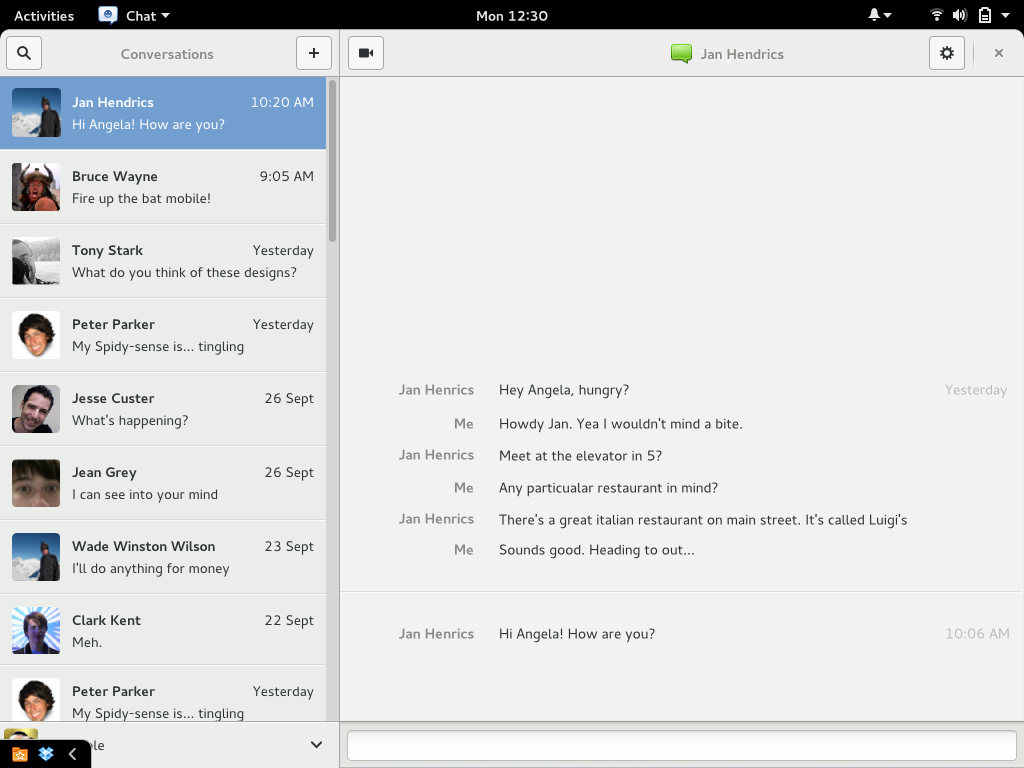 Activities Chat Mon 12:30
Conversations
Jan Hendrics
Jan Hendrics 10:20 AM
Hi Angela! How are you?
Bruce Wayne 9:05 AM
Fire up the bat mobile!
Tony Stark Yesterday
What do you think of these designs?
Peter Parker Yesterday
My Spidy-sense is... tingling
Jesse Custer 26 Sept
What's happening?
Jean Grey 26 Sept
I can see into your mind
Wade Winston Wilson 23 Sept
I'll do anything for money
Clark Kent 22 Sept
Meh.
Peter Parker Yesterday
My Spidy-sense is... tingling
Jan Henrics Hey Angela, hungry? Yesterday
Me Howdy Jan. Yea I wouldn't mind a bite.
Jan Henrics Meet at the elevator in 5?
Me Any particualar restaurant in mind?
Jan Henrics There's a great italian restaurant on main street. It's called Luigi's
Me Sounds good. Heading to out...
Jan Henrics Hi Angela! How are you? 10:06 AM